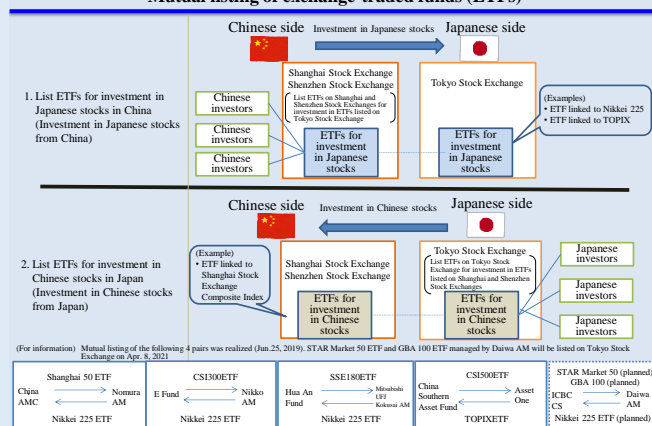 Mutual listing of exchange traded funds (ETFs)
Chinese side
Investment in Japanese stocks
Japanese side
1. List ETFs for investment in
Japanese stocks in China
(Investment in Japanese stocks
from China)
Chinese
investors
Chinese
investors
Chinese
investors
Shanghai Stock Exchange
Shenzhen Stock Exchange
List ETFs on Shanghai and
Shenzhen Stock Exchanges for
investment in ETFs listed on
Tokyo Stock Exchange
ETFs for
investment
in Japanese
stocks
Tokyo Stock Exchange
ETFs for
investment
in Japanese
stocks
(Examples)
• ETF linked to Nikkei 225
• ETF linked to TOPIX
Chinese side
Investment in Chinese stocks
Japanese side
2. List ETFs for investment in
Chinese stocks in Japan
(Investment in Chinese stocks
from Japan)
(Example)
• ETF linked to
Shanghai Stock
Exchange
Composite Index
Shanghai Stock Exchange
Shenzhen Stock Exchange
ETFs for
investment
in Chinese
stocks
Tokyo Stock Exchange
List ETFs on Tokyo Stock
Exchange for investment in ETFs
listed on Shanghai and Shenzhen
Stock Exchanges
ETFs for
investment
in Chinese
stocks
Japanese
investors
Japanese
investors
Japanese
investors
(For information) Mutual listing of the following 4 pairs was realized (Jun.25, 2019). STAR Market 50 ETF and GBA 100 ETF managed by Daiwa AM will be listed on Tokyo Stock
Exchange on Apr. 8, 2021
Shanghai 50 ETF
China
AMC
Nomura
AM
Nikkei 225 ETF
CSI300ETF
E Fund
Nikko
AM
Nikkei 225 ETF
SSE180ETF
Hua An
Fund
Mitsubishi
UFJ
Kokusai AM
Nikkei 225 ETF
CSI500ETF
China
Southern
Asset Fund
Asset
One
TOPIXETF
STAR Market 50 (planned)
GBA 100 (planned)
ICBC
CS
Daiwa
AM
Nikkei 225 ETF (planned)